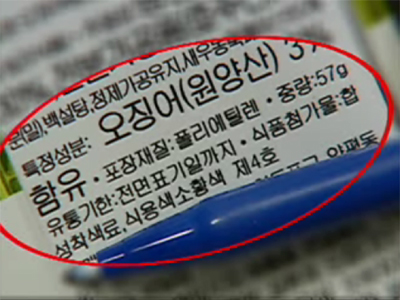 분(밀),백설탕,정제가공유지,새우농축
특정성분: 오징어(원양산) 3
함유 • 포장재질:폴리에틸렌 • 중량:57g
유통기한:전면표기일까지 • 식품첨가물:합
성착색료,식용색소황색 제4호